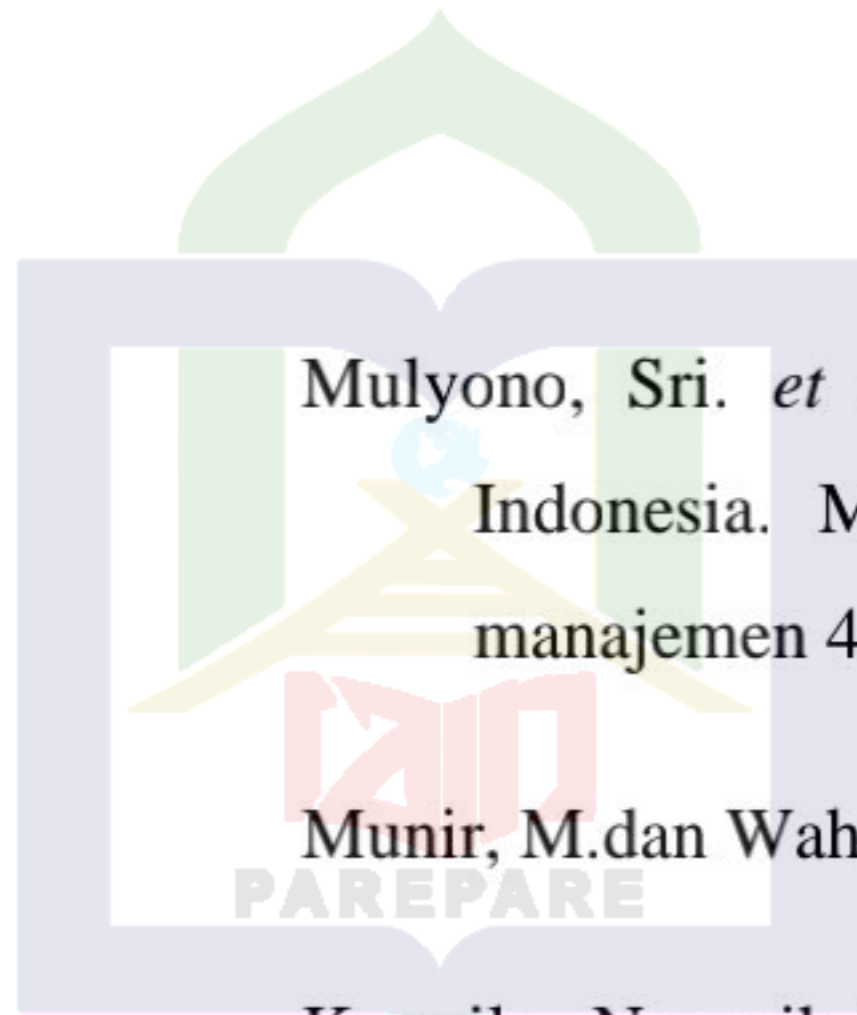 Mulyono, Sri. et
Indonesia. M
manajemen 4
Munir, M.dan Wah
PAREPARE